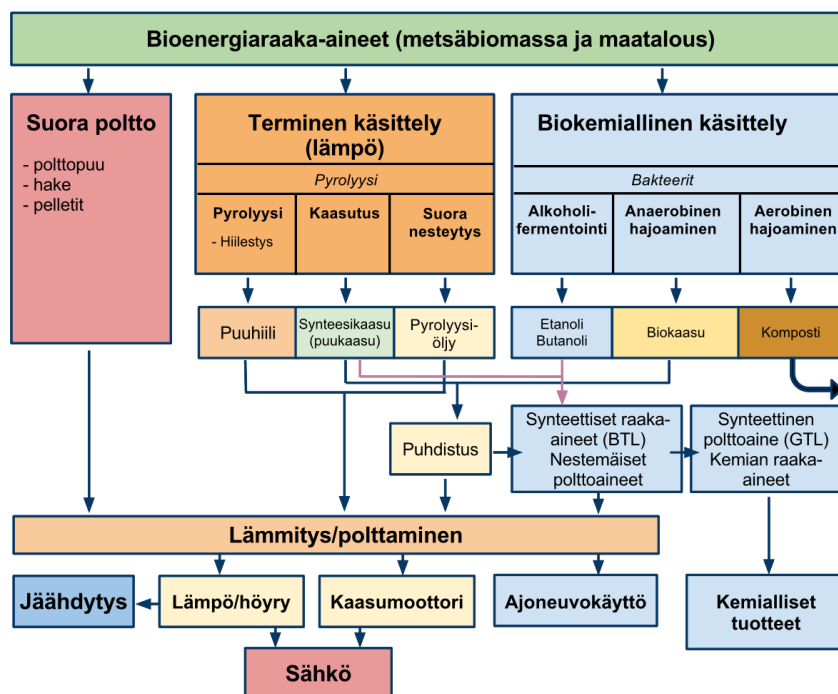 Bioenergiaraaka-aineet (metsäbiomassa ja maatalous)
Suora poltto
- polttopuu
- hake
- pelletit
Terminen käsittely
(lämpö)
Pyrolyysi
Pyrolyysi
- Hiilestys
Kaasutus
Suora
nesteytys
Biokemiallinen käsittely
Bakteerit
Alkoholi-
fermentointi
Anaerobinen
hajoaminen
Aerobinen
hajoaminen
Puuhiili
Synteesikaasu
(puukaasu)
Pyrolyysi-
öljy
Etanoli
Butanoli
Biokaasu
Komposti
Puhdistus
Synteettiset raaka-
aineet (BTL)
Nestemäiset
polttoaineet
Synteettinen
polttoaine (GTL)
Kemian raaka-
aineet
Lämmitys/polttaminen
Jäähdytys
Lämpö/höyry
Kaasumoottori
Ajoneuvokäyttö
Kemialliset
tuotteet
Sähkö